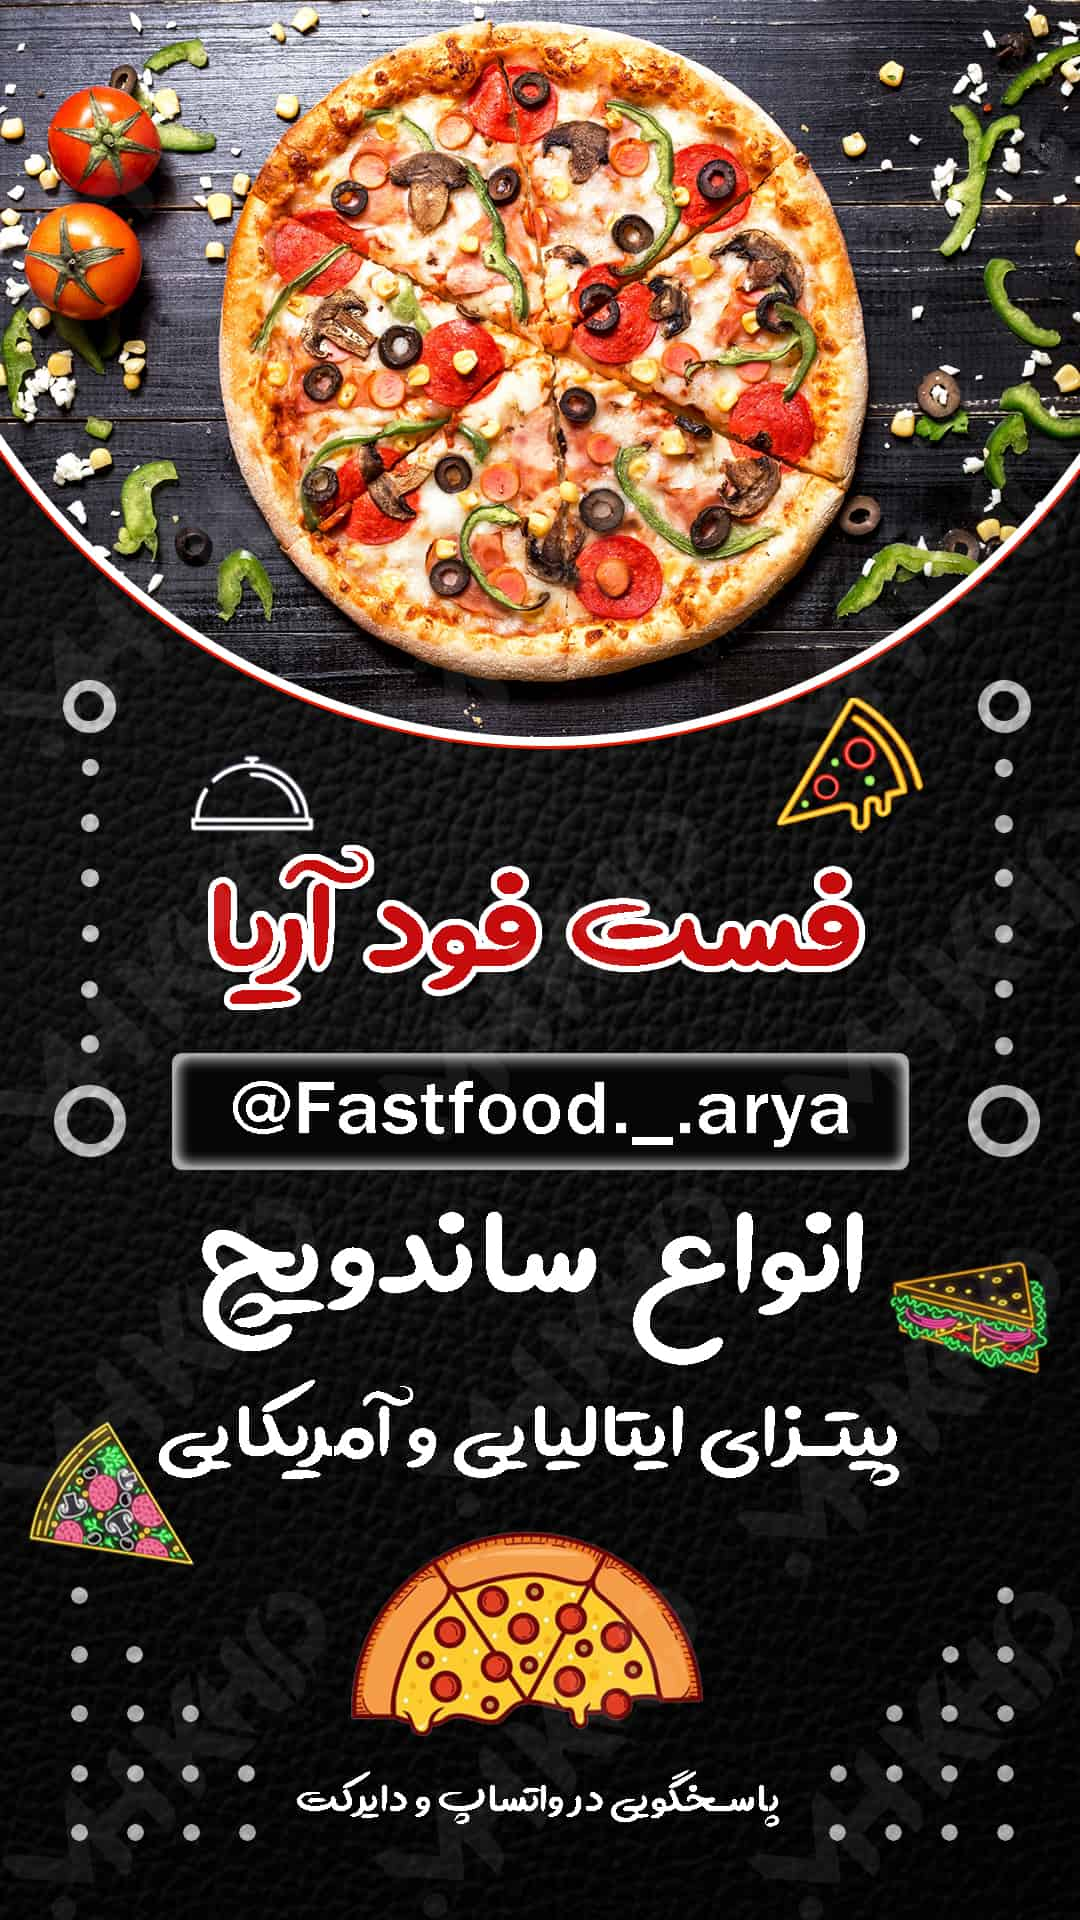 فست فود آریا
@Fastfood._.arya
انواع ساندویچ
پیتزای ایتالیایی و آمریکایی
پاسخگویی در واتساپ و دایرکت